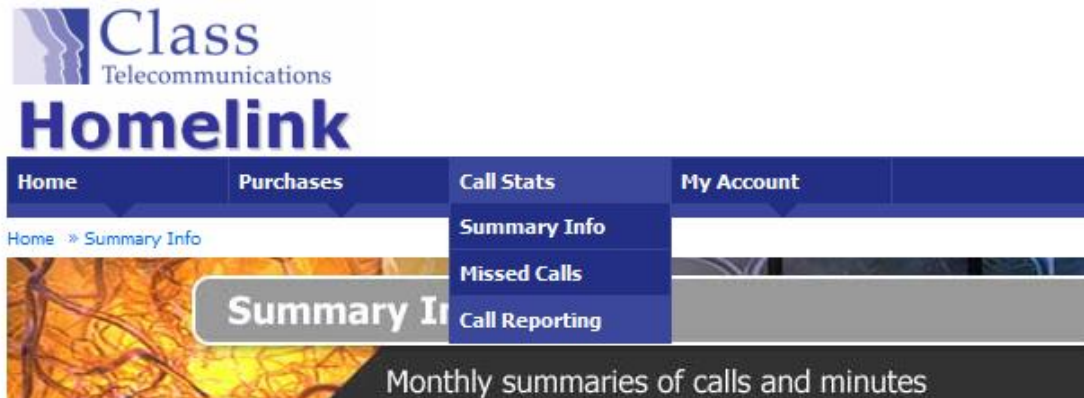 Class
Telecommunications
Homelink
Home Purchases Call Stats My Account
Home » Summary Info
Summary Info
Missed Calls
Call Reporting
Summary I
Monthly summaries of calls and minutes